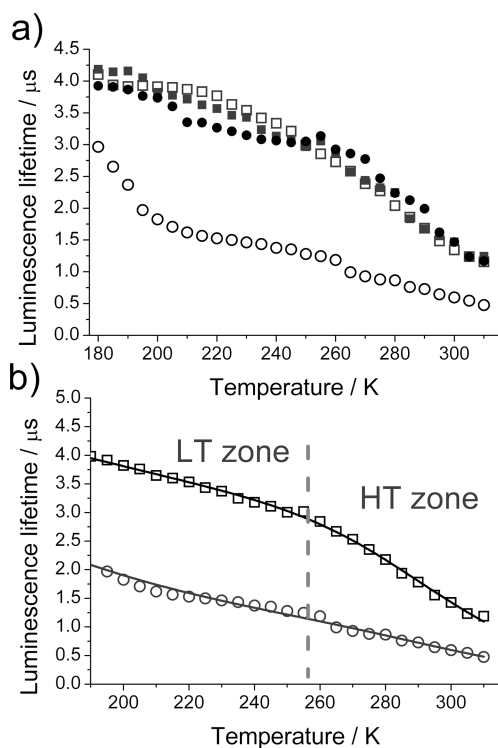 a)
Luminescence lifetime / μs
4.5
4.0
3.5
3.0
2.5
2.0
1.5
1.0
0.5
0.0
180 200 220 240 260 280 300
Temperature / K
b)
Luminescence lifetime / μs
5.0
4.5
4.0
3.5
3.0
2.5
2.0
1.5
1.0
0.5
0.0
LT zone
HT zone
200 220 240 260 280 300
Temperature / K